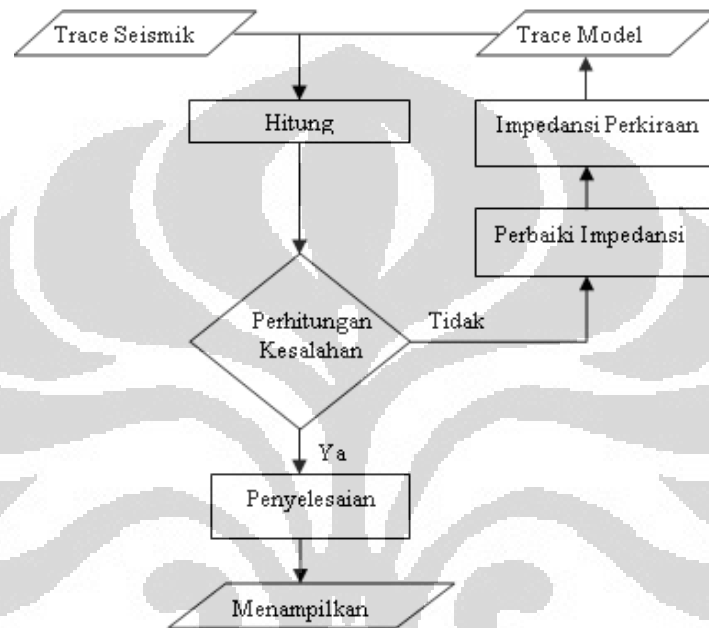 Trace Seismik
Trace Model
Hitung
Impedansi Perkiraan
Perbaiki Impedansi
Perhitungan
Kesalahan
Tidak
Ya
Penyelesaian
Menampilkan